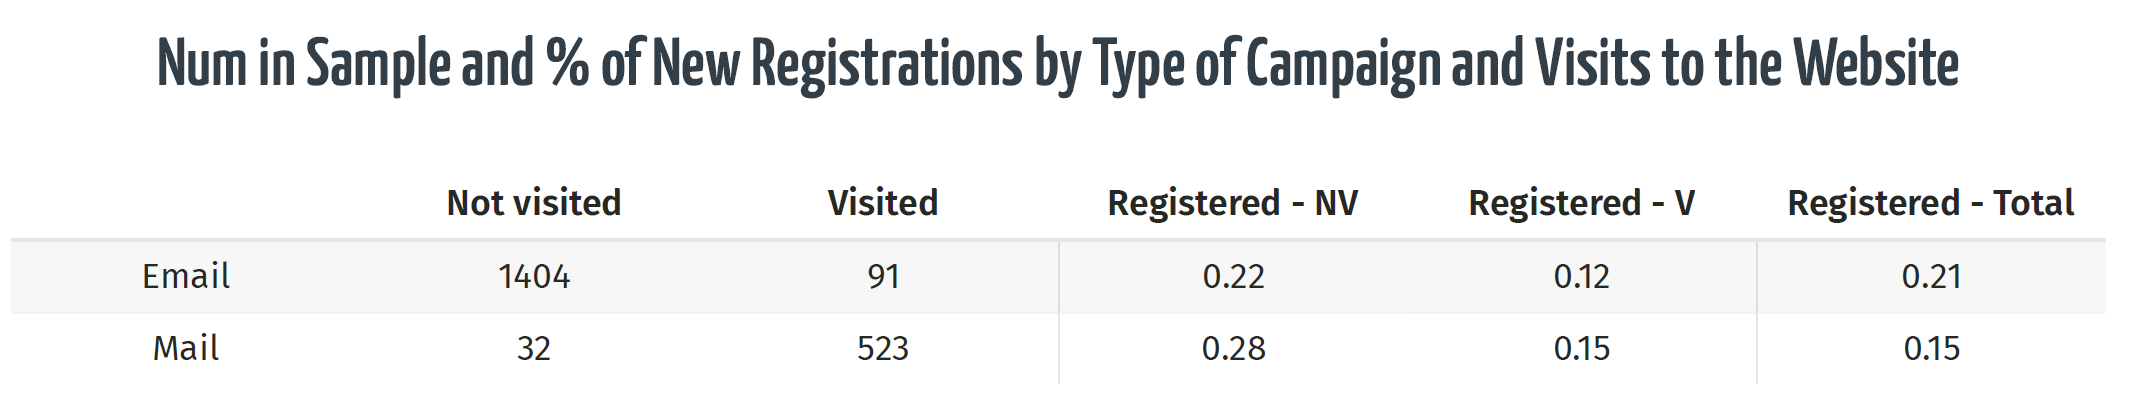 Num in Sample and % of New Registrations by Type of Campaign and Visits to the Website
Not visited Visited Registered - NV Registered - V Registered - Total
Email 1404 91 0.22 0.12 0.21
Mail 32 523 0.28 0.15 0.15